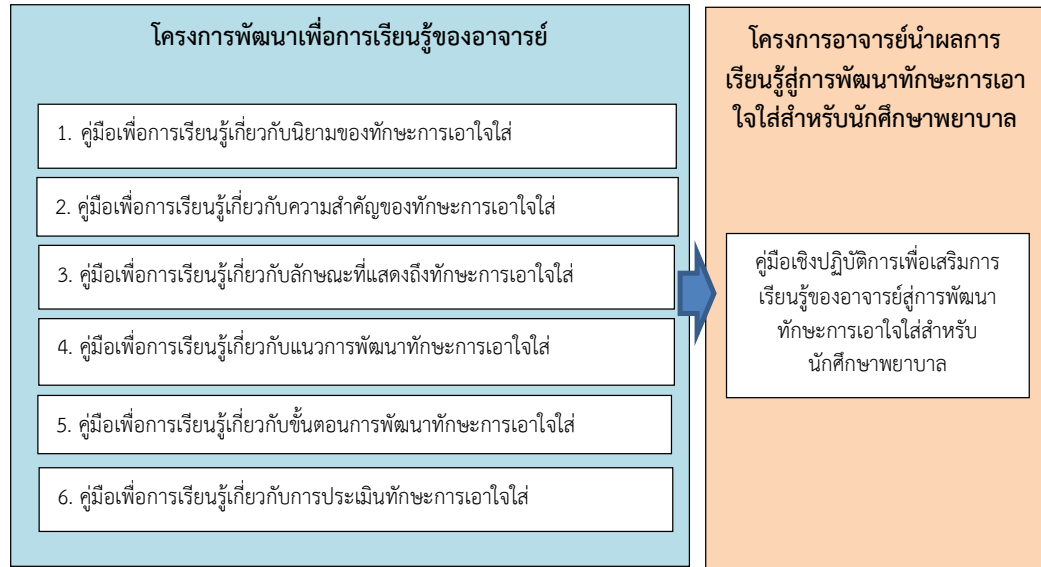 โครงการพัฒนาเพื่อการเรียนรู้ของอาจารย์
1. คู่มือเพื่อการเรียนรู้เกี่ยวกับนิยามของทักษะการเอาใจใส่
2. คู่มือเพื่อการเรียนรู้เกี่ยวกับความสำคัญของทักษะการเอาใจใส่
3. คู่มือเพื่อการเรียนรู้เกี่ยวกับลักษณะที่แสดงถึงทักษะการเอาใจใส่
4. คู่มือเพื่อการเรียนรู้เกี่ยวกับแนวการพัฒนาทักษะการเอาใจใส่
5. คู่มือเพื่อการเรียนรู้เกี่ยวกับขั้นตอนการพัฒนาทักษะการเอาใจใส่
6. คู่มือเพื่อการเรียนรู้เกี่ยวกับการประเมินทักษะการเอาใจใส่
โครงการอาจารย์นำผลการ
เรียนรู้สู่การพัฒนาทักษะการเอา
ใจใส่สำหรับนักศึกษาพยาบาล
คู่มือเชิงปฏิบัติการเพื่อเสริมการ
เรียนรู้ของอาจารย์สู่การพัฒนา
ทักษะการเอาใจใส่สำหรับ
นักศึกษาพยาบาล